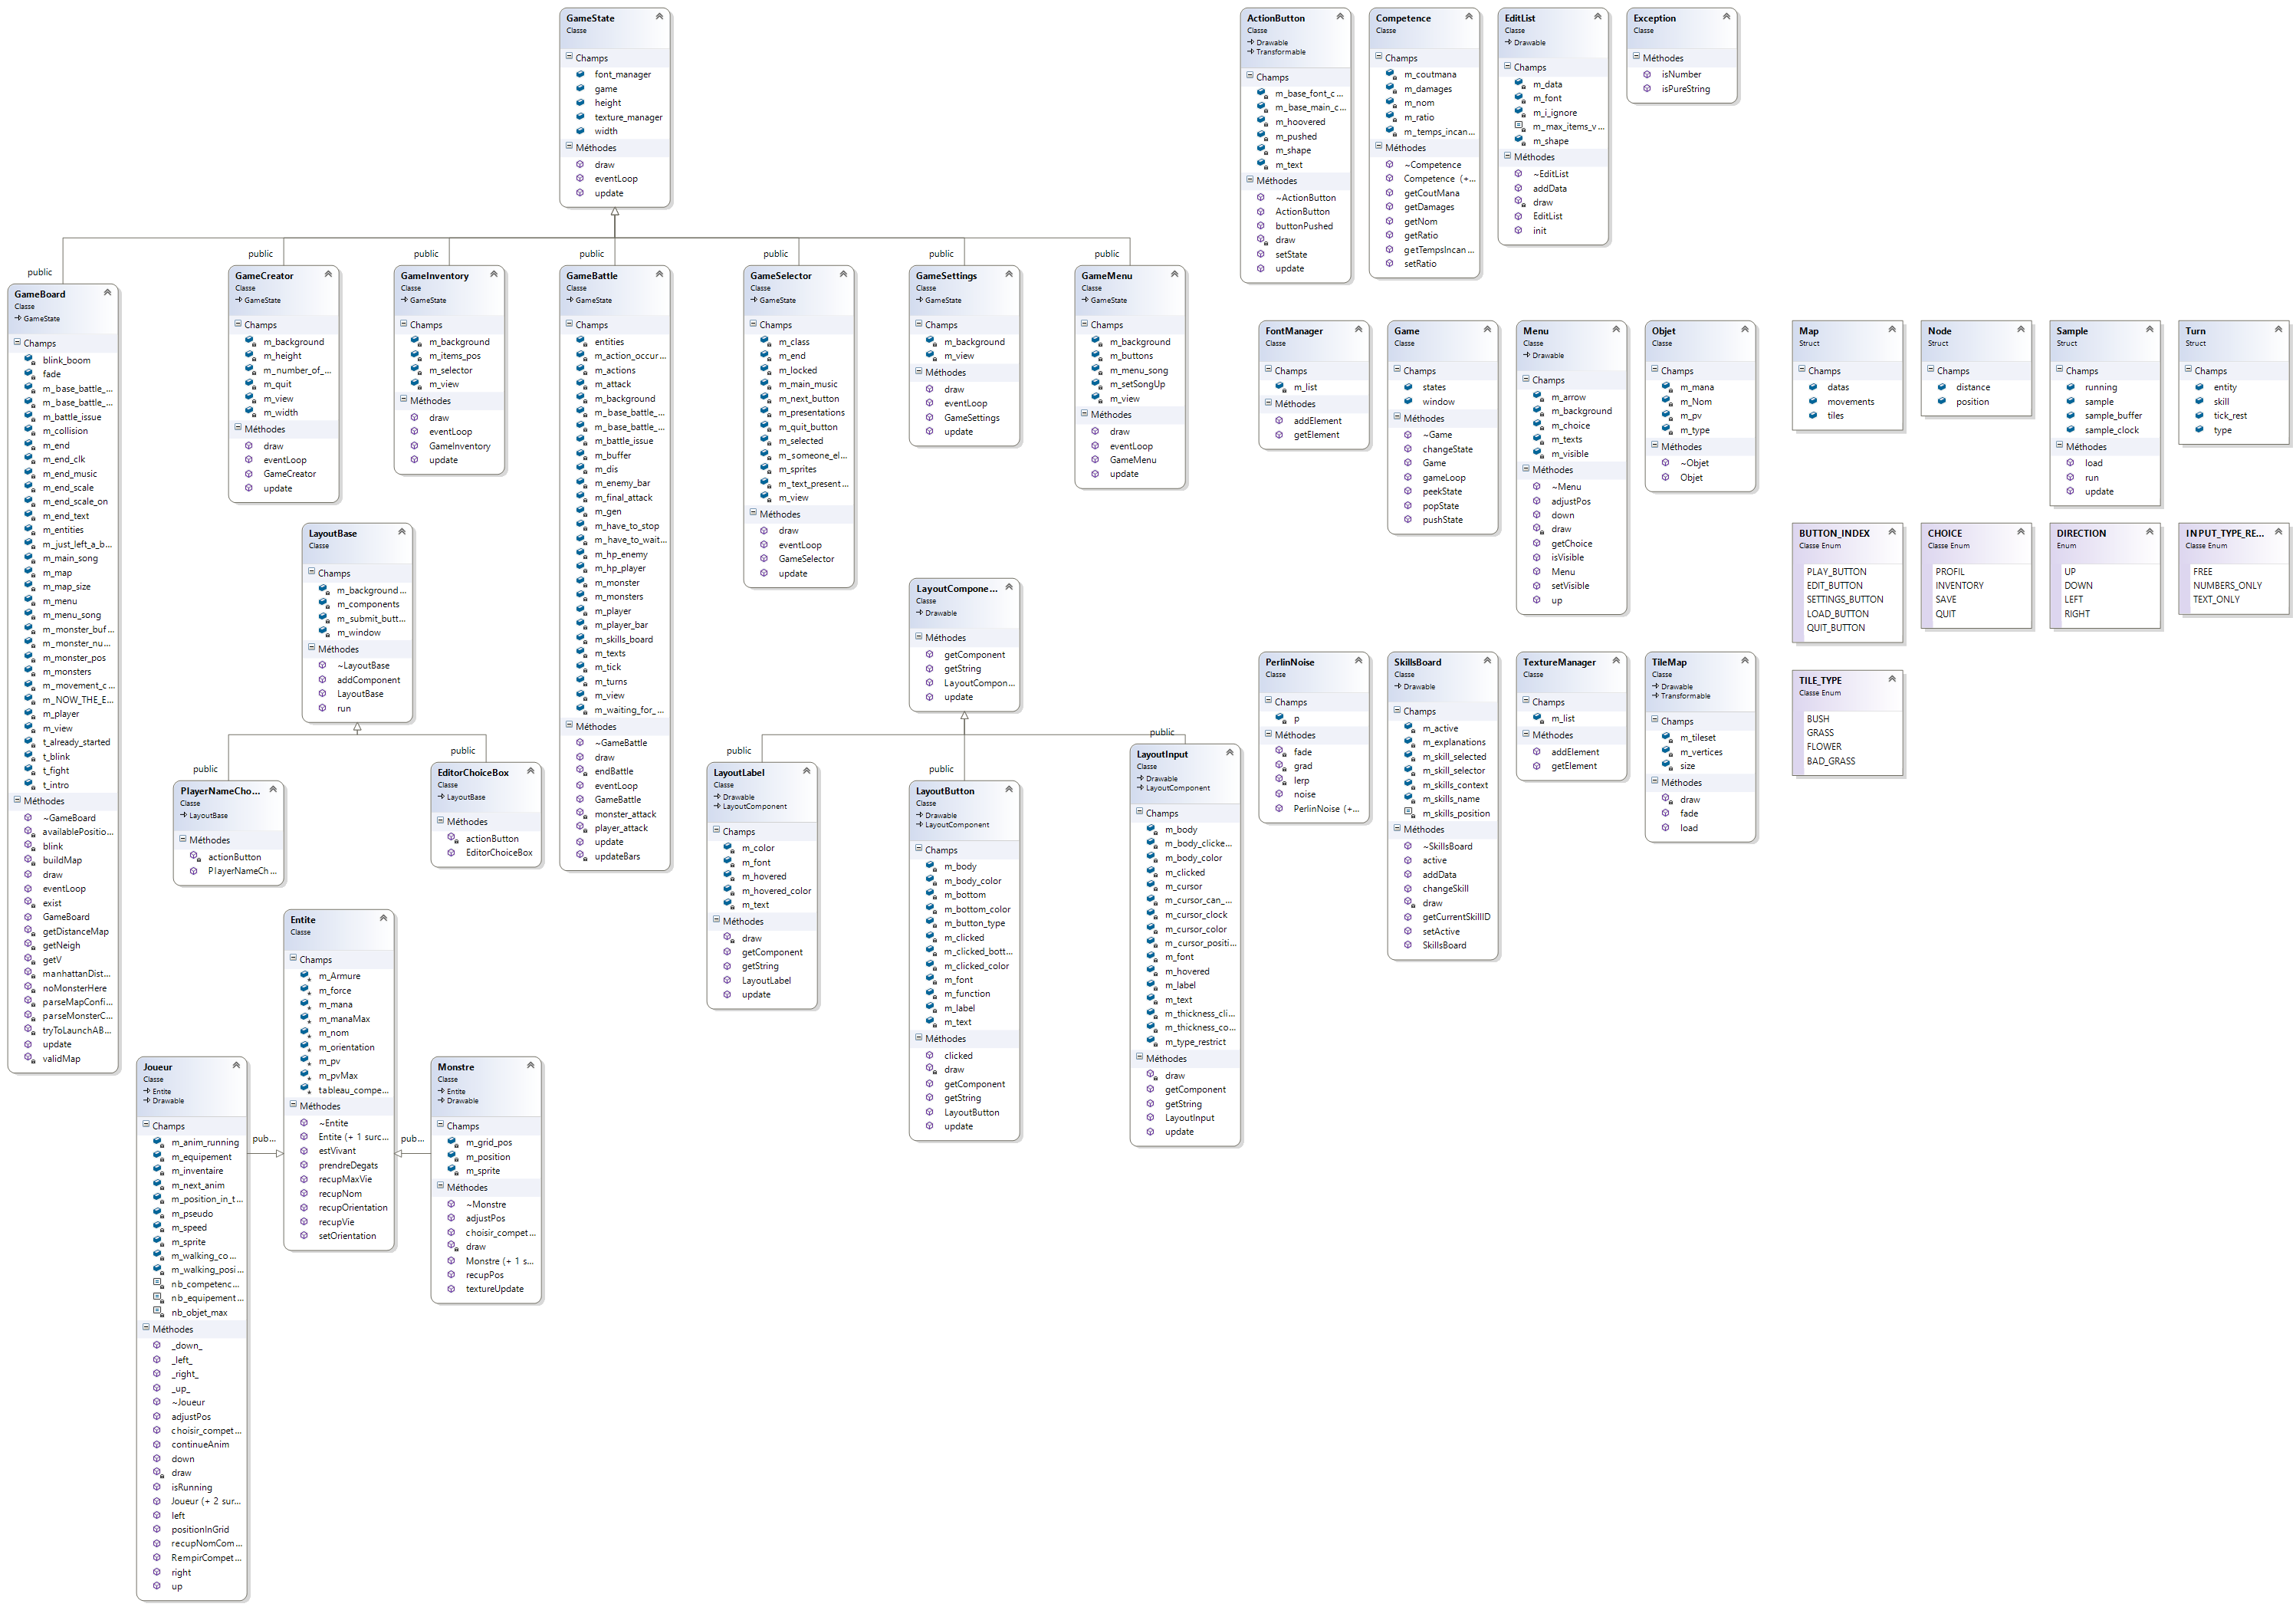 GameState
Classe
Champs
font_manager
game
height
texture_manager
width
Méthodes
draw
eventLoop
update
public
public
public
public
public
public
public
GameBoard
Classe
GameState
Champs
blink_boom
fade
m_base_battle_...
m_base_battle_...
m_battle_issue
m_collision
m_end
m_end_clk
m_end_music
m_end_scale
m_end_scale_on
m_end_text
m_entities
m_just_left_a_b...
m_main_song
m_map
m_map_size
m_menu
m_menu_song
m_monster_buf...
m_monster_nu...
m_monster_pos
m_monsters
m_movement_c...
m_NOW_THE_E...
m_player
m_view
t_already_started
t_blink
t_fight
t_intro
Méthodes
~GameBoard
availablePositio...
blink
buildMap
draw
eventLoop
exist
GameBoard
getDistanceMap
getNeigh
getV
manhattanDist...
noMonsterHere
parseMapConfi...
parseMonsterC...
tryToLaunchAB...
update
validMap
GameCreator
Classe
GameState
Champs
m_background
m_height
m_number_of_...
m_quit
m_view
m_width
Méthodes
draw
eventLoop
GameCreator
update
GameInventory
Classe
GameState
Champs
m_background
m_items_pos
m_selector
m_view
Méthodes
draw
eventLoop
GameInventory
update
GameBattle
Classe
GameState
Champs
entities
m_action_occur...
m_actions
m_attack
m_background
m_base_battle_...
m_base_battle_...
m_battle_issue
m_buffer
m_dis
m_enemy_bar
m_final_attack
m_gen
m_have_to_stop
m_have_to_wait...
m_hp_enemy
m_hp_player
m_monster
m_monsters
m_player
m_player_bar
m_skills_board
m_texts
m_tick
m_turns
m_view
m_waiting_for_...
Méthodes
~GameBattle
draw
endBattle
eventLoop
GameBattle
monster_attack
player_attack
update
updateBars
GameSelector
Classe
GameState
Champs
m_class
m_end
m_locked
m_main_music
m_next_button
m_presentations
m_quit_button
m_selected
m_someone_el...
m_sprites
m_text_present...
m_view
Méthodes
draw
eventLoop
GameSelector
update
GameSettings
Classe
GameState
Champs
m_background
m_view
Méthodes
draw
eventLoop
GameSettings
update
GameMenu
Classe
GameState
Champs
m_background
m_buttons
m_menu_song
m_setSongUp
m_view
Méthodes
draw
eventLoop
GameMenu
update
LayoutBase
Classe
Champs
m_background...
m_components
m_submit_butt...
m_window
Méthodes
~LayoutBase
addComponent
LayoutBase
run
public
public
PlayerNameCho...
Classe
LayoutBase
Méthodes
actionButton
PlayerNameCh...
EditorChoiceBox
Classe
LayoutBase
Méthodes
actionButton
EditorChoiceBox
Entite
Classe
Champs
m_Armure
m_force
m_mana
m_manaMax
m_nom
m_orientation
m_pv
m_pvMax
tableau_compe...
Méthodes
~Entite
Entite (+ 1 surc...
estVivant
prendreDegats
recupMaxVie
recupNom
recupOrientation
recupVie
setOrientation
pub...
pub...
Joueur
Classe
Entite
Drawable
Champs
m_anim_running
m_equipement
m_inventaire
m_next_anim
m_position_in_t...
m_pseudo
m_speed
m_sprite
m_walking_co...
m_walking_posi...
nb_competenc...
nb_equipement...
nb_objet_max
Méthodes
_down_
_left_
_right_
_up_
~Joueur
adjustPos
choisir_compet...
continueAnim
down
draw
isRunning
Joueur (+ 2 sur...
left
positionInGrid
recupNomCom...
RempirCompet...
right
up
Monstre
Classe
Entite
Drawable
Champs
m_grid_pos
m_position
m_sprite
Méthodes
~Monstre
adjustPos
choisir_compet...
draw
Monstre (+ 1 s...
recupPos
textureUpdate
LayoutCompone...
Classe
Drawable
Méthodes
getComponent
getString
LayoutCompon...
update
public
public
public
LayoutLabel
Classe
Drawable
LayoutComponent
Champs
m_color
m_font
m_hovered
m_hovered_color
m_text
Méthodes
draw
getComponent
getString
LayoutLabel
update
LayoutButton
Classe
Drawable
LayoutComponent
Champs
m_body
m_body_color
m_bottom
m_bottom_color
m_button_type
m_clicked
m_clicked_bott...
m_clicked_color
m_font
m_function
m_label
m_text
Méthodes
clicked
draw
getComponent
getString
LayoutButton
update
LayoutInput
Classe
Drawable
LayoutComponent
Champs
m_body
m_body_clicke...
m_body_color
m_clicked
m_cursor
m_cursor_can_...
m_cursor_clock
m_cursor_color
m_cursor_positi...
m_font
m_hovered
m_label
m_text
m_thickness_cli...
m_thickness_co...
m_type_restrict
Méthodes
draw
getComponent
getString
LayoutInput
update
ActionButton
Classe
Drawable
Transformable
Champs
m_base_font_c...
m_base_main_c...
m_hoovered
m_pushed
m_shape
m_text
Méthodes
~ActionButton
ActionButton
buttonPushed
draw
setState
update
Competence
Classe
Champs
m_coutmana
m_damages
m_nom
m_ratio
m_temps_incan...
Méthodes
~Competence
Competence (+...
getCoutMana
getDamages
getNom
getRatio
getTempsIncan...
setRatio
EditList
Classe
Drawable
Champs
m_data
m_font
m_i_ignore
m_max_items_v...
m_shape
Méthodes
~EditList
addData
draw
EditList
init
Exception
Classe
Méthodes
isNumber
isPureString
FontManager
Classe
Champs
m_list
Méthodes
addElement
getElement
Game
Classe
Champs
states
window
Méthodes
~Game
changeState
Game
gameLoop
peekState
popState
pushState
Menu
Classe
Drawable
Champs
m_arrow
m_background
m_choice
m_texts
m_visible
Méthodes
~Menu
adjustPos
down
draw
getChoice
isVisible
Menu
setVisible
up
Objet
Classe
Champs
m_mana
m_Nom
m_pv
m_type
Méthodes
~Objet
Objet
Map
Struct
Champs
datas
movements
tiles
Node
Struct
Champs
distance
position
Sample
Struct
Champs
running
sample
sample_buffer
sample_clock
Méthodes
load
run
update
Turn
Struct
Champs
entity
skill
tick_rest
type
BUTTON_INDEX
Classe Enum
PLAY_BUTTON
EDIT_BUTTON
SETTINGS_BUTTON
LOAD_BUTTON
QUIT_BUTTON
CHOICE
Classe Enum
PROFIL
INVENTORY
SAVE
QUIT
DIRECTION
Enum
UP
DOWN
LEFT
RIGHT
INPUT_TYPE_RE...
Classe Enum
FREE
NUMBERS_ONLY
TEXT_ONLY
PerlinNoise
Classe
Champs
p
Méthodes
fade
grad
lerp
noise
PerlinNoise (+...
SkillsBoard
Classe
Drawable
Champs
m_active
m_explanations
m_skill_selected
m_skill_selector
m_skills_context
m_skills_name
m_skills_position
Méthodes
~SkillsBoard
active
addData
changeSkill
draw
getCurrentSkillID
setActive
SkillsBoard
TextureManager
Classe
Champs
m_list
Méthodes
addElement
getElement
TileMap
Classe
Drawable
Transformable
Champs
m_tileset
m_vertices
size
Méthodes
draw
fade
load
TILE_TYPE
Classe Enum
BUSH
GRASS
FLOWER
BAD_GRASS